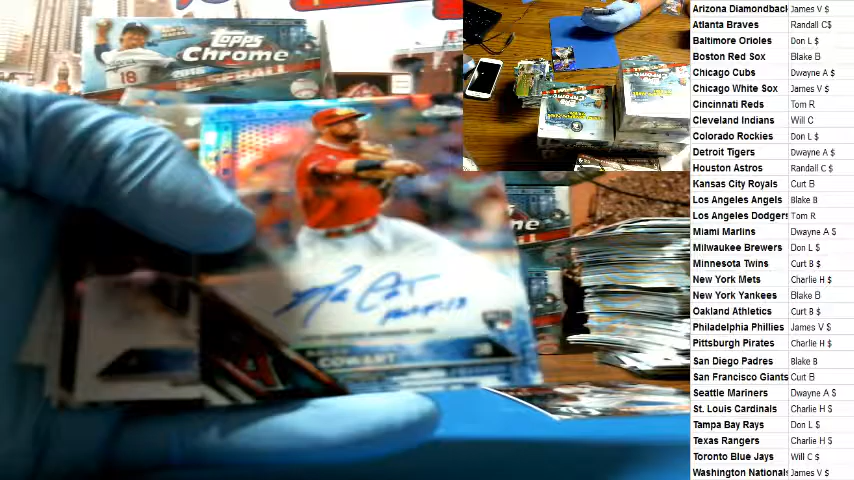 Topps
Chrome
2016 BASEBALL
18
COWART
Arizona Diamondback James V $
Atlanta Braves Randall C$
Baltimore Orioles Don L $
Boston Red Sox Blake B
Chicago Cubs Dwayne A $
Chicago White Sox James V $
Cincinnati Reds Tom R
Cleveland Indians Will C
Colorado Rockies Don L $
Detroit Tigers Dwayne A $
Houston Astros Randall C $
Kansas City Royals Curt B
Los Angeles Angels Blake B
Los Angeles Dodgers Tom R
Miami Marlins Dwayne A $
Milwaukee Brewers Don L $
Minnesota Twins Curt B $
New York Mets Charlie H $
New York Yankees Blake B
Oakland Athletics Curt B $
Philadelphia Phillies James V $
Pittsburgh Pirates Charlie H $
San Diego Padres Blake B
San Francisco Giants Curt B
Seattle Mariners Dwayne A $
St. Louis Cardinals Charlie H $
Tampa Bay Rays Don L $
Texas Rangers Charlie H $
Toronto Blue Jays Will C $
Washington Nationals James V $